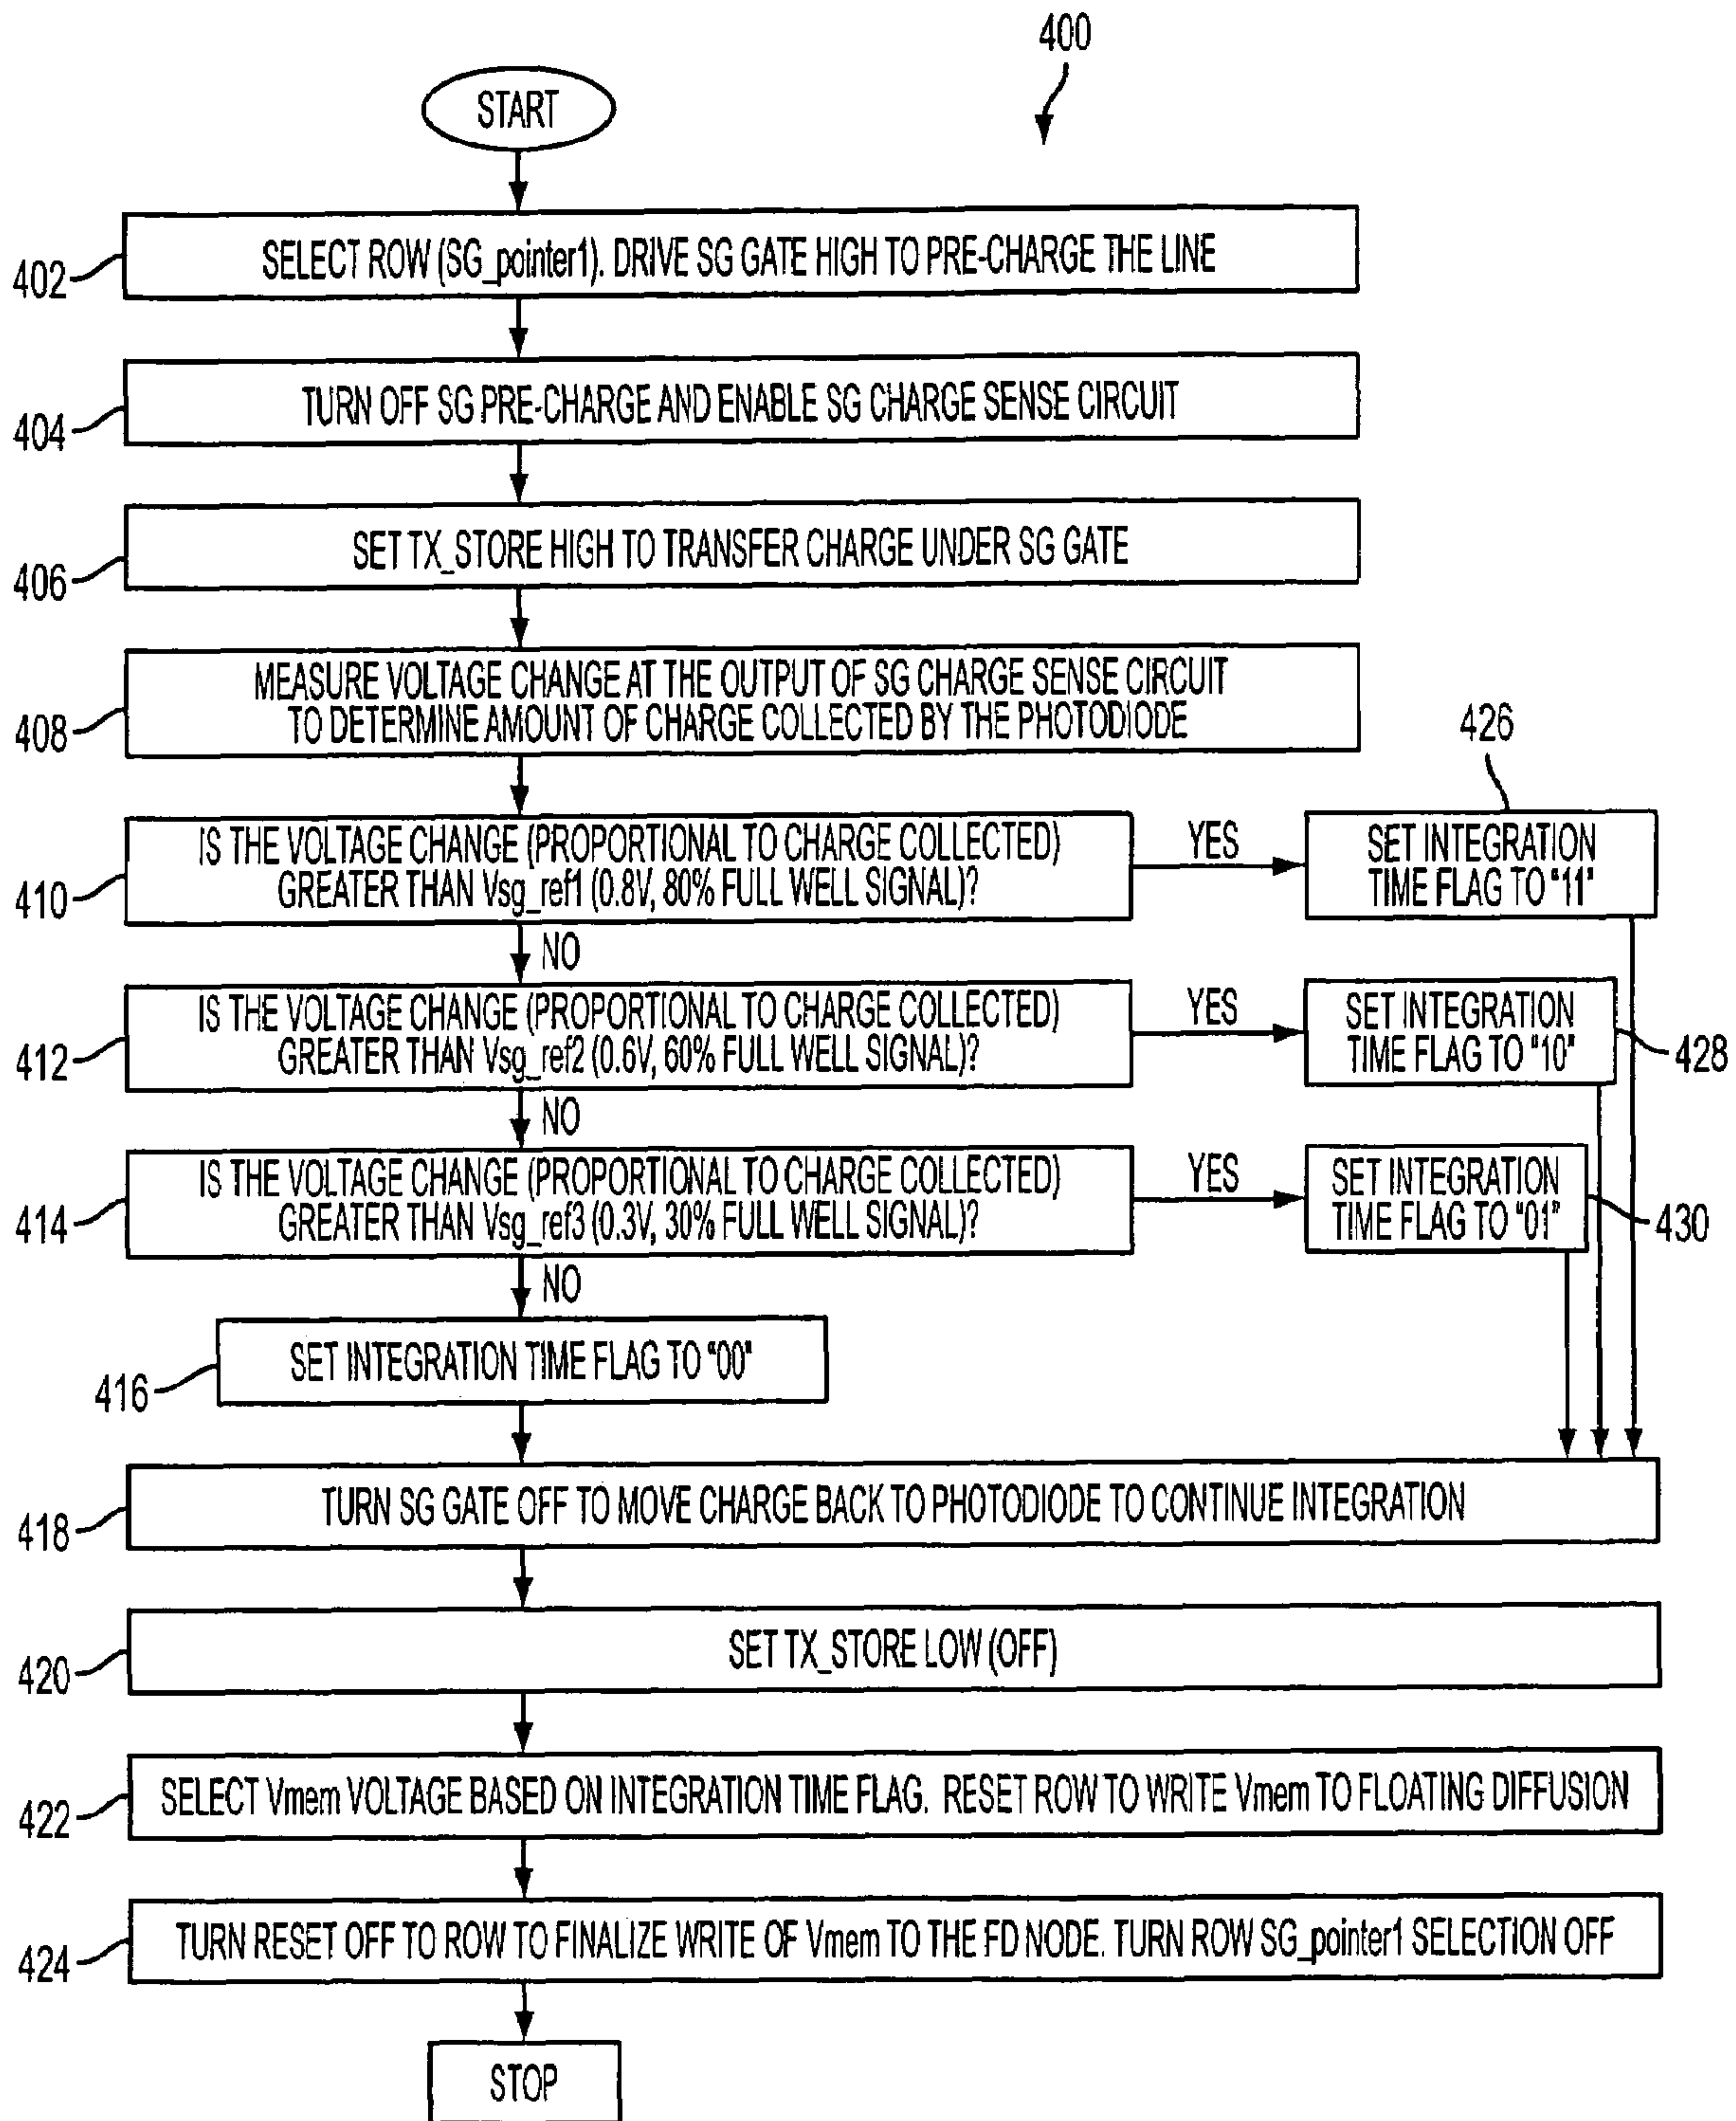 400
START
402
SELECT ROW (SG_pointer1). DRIVE SG GATE HIGH TO PRE-CHARGE THE LINE
404
TURN OFF SG PRE-CHARGE AND ENABLE SG CHARGE SENSE CIRCUIT
406
SET TX_STORE HIGH TO TRANSFER CHARGE UNDER SG GATE
408
MEASURE VOLTAGE CHANGE AT THE OUTPUT OF SG CHARGE SENSE CIRCUIT
TO DETERMINE AMOUNT OF CHARGE COLLECTED BY THE PHOTODIODE
410
IS THE VOLTAGE CHANGE (PROPORTIONAL TO CHARGE COLLECTED)
GREATER THAN Vsg_ref1 (0.8V, 80% FULL WELL SIGNAL)?
YES
426
SET INTEGRATION
TIME FLAG TO "11"
NO
412
IS THE VOLTAGE CHANGE (PROPORTIONAL TO CHARGE COLLECTED)
GREATER THAN Vsg_ref2 (0.6V, 60% FULL WELL SIGNAL)?
YES
SET INTEGRATION
TIME FLAG TO "10"
428
NO
414
IS THE VOLTAGE CHANGE (PROPORTIONAL TO CHARGE COLLECTED)
GREATER THAN Vsg_ref3 (0.3V, 30% FULL WELL SIGNAL)?
YES
SET INTEGRATION
TIME FLAG TO "01"
430
NO
416
SET INTEGRATION TIME FLAG TO "00"
418
TURN SG GATE OFF TO MOVE CHARGE BACK TO PHOTODIODE TO CONTINUE INTEGRATION
420
SET TX_STORE LOW (OFF)
422
SELECT Vmem VOLTAGE BASED ON INTEGRATION TIME FLAG. RESET ROW TO WRITE Vmem TO FLOATING DIFFUSION
424
TURN RESET OFF TO ROW TO FINALIZE WRITE OF Vmem TO THE FD NODE. TURN ROW SG_pointer1 SELECTION OFF
STOP